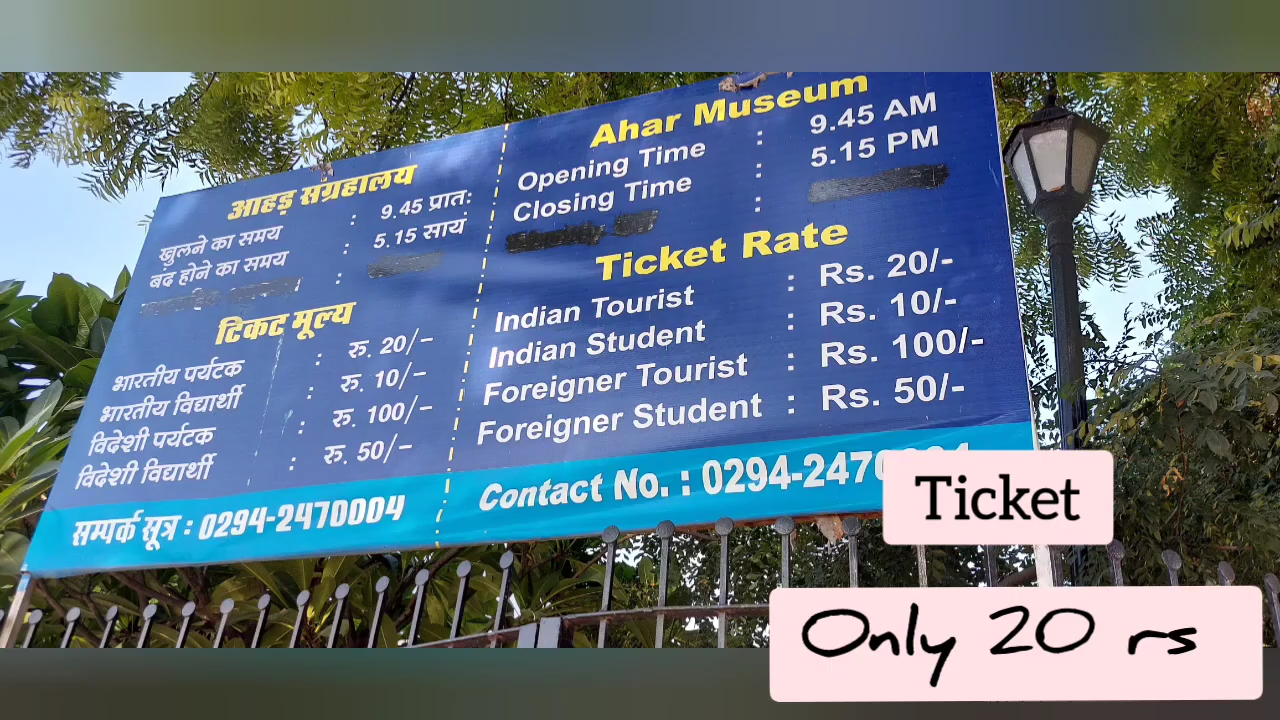 आहड़ संग्रहालय
खुलने का समय : 9.45 प्रात:
बंद होने का समय : 5.15 सायं
:
टिकट मूल्य
भारतीय पर्यटक : रु. 20/-
भारतीय विद्यार्थी : रु. 10/-
विदेशी पर्यटक : रु. 100/-
विदेशी विद्यार्थी : रु. 50/-
सम्पर्क सूत्र : 0294-2470004
Ahar Museum
Opening Time : 9.45 AM
Closing Time : 5.15 PM
:
Ticket Rate
Indian Tourist : Rs. 20/-
Indian Student : Rs. 10/-
Foreigner Tourist : Rs. 100/-
Foreigner Student : Rs. 50/-
Contact No. : 0294-247
Ticket
Only 20 rs